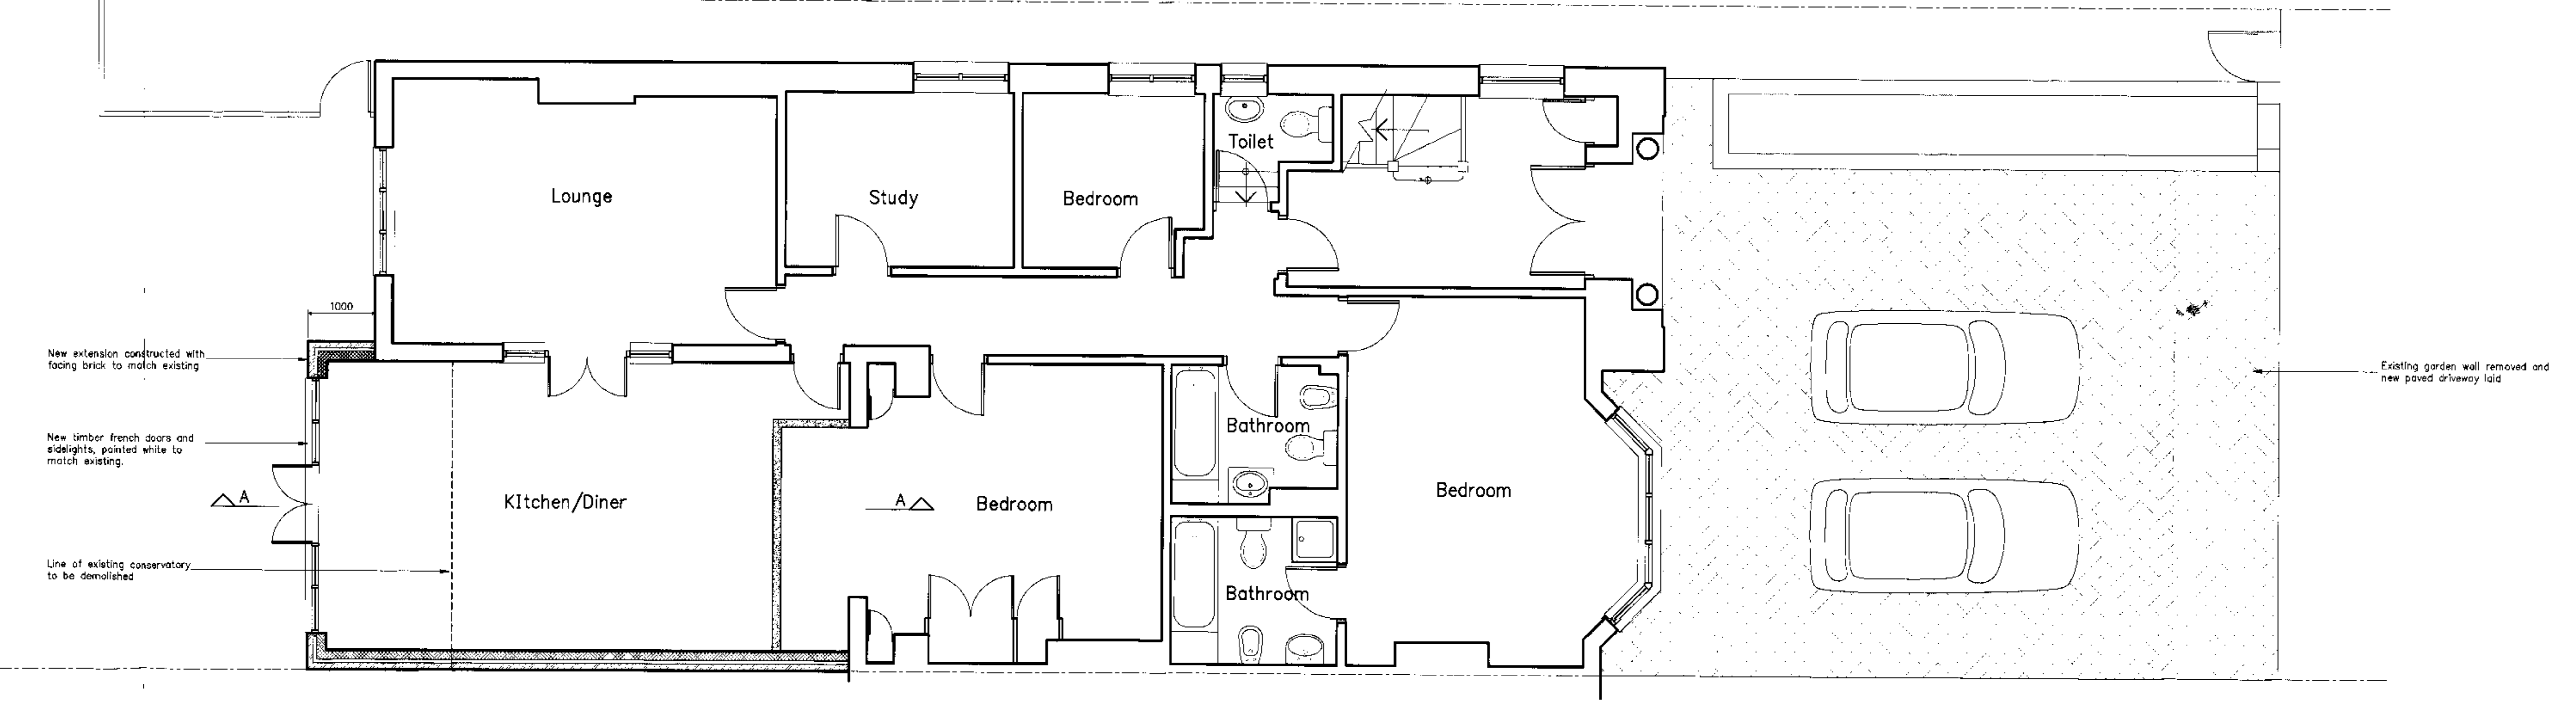 Toilet
Lounge
Study
Bedroom
1000
New extension constructed with
facing brick to match existing
Existing garden wall removed and
new paved driveway laid
New timber french doors and
sidelights, painted white to
match existing.
A
KItchen/Diner
A
Bedroom
Bathroom
Bedroom
Line of existing conservatory
to be demolished
Bathroom